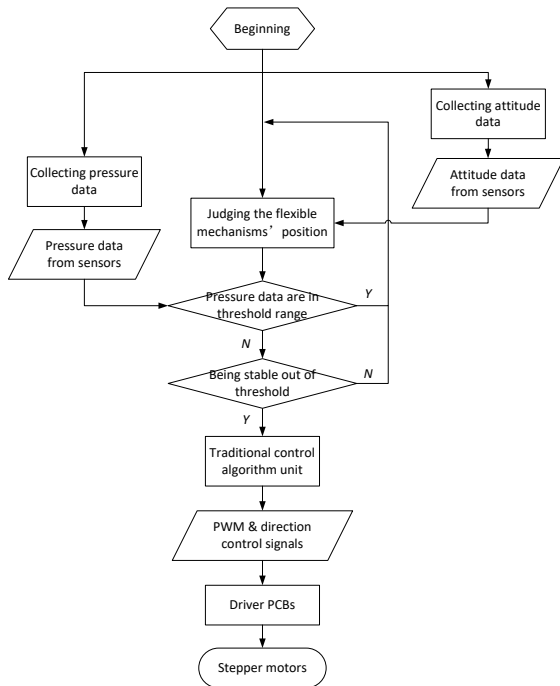 Beginning
Collecting attitude
data
Collecting pressure
data
Attitude data
from sensors
Judging the flexible
mechanisms’ position
Pressure data
from sensors
Pressure data are in
threshold range
Y
N
Being stable out of
threshold
N
Y
Traditional control
algorithm unit
PWM & direction
control signals
Driver PCBs
Stepper motors